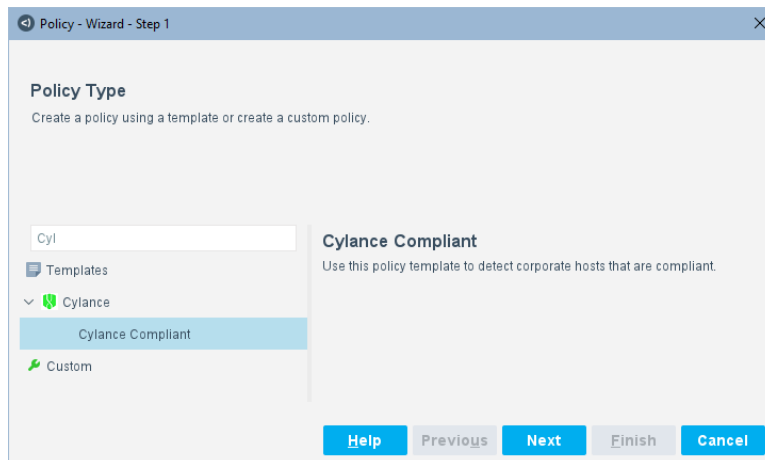 Policy - Wizard - Step 1
Policy Type
Create a policy using a template or create a custom policy.
Cyl
Templates
Cylance
Cylance Compliant
Custom
Cylance Compliant
Use this policy template to detect corporate hosts that are compliant.
Help Previous Next Finish Cancel